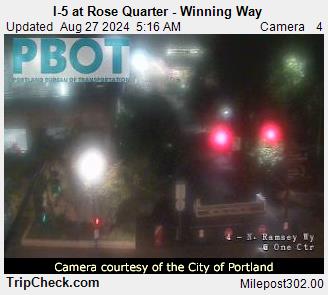 I-5 at Rose Quarter - Winning Way
Updated Aug 27 2024 5:16 AM Camera 4
PBOT
PORTLAND BUREAU OF TRANSPORTATION
4 - N. Ramsey Wy
@ One Ctr
Camera courtesy of the City of Portland
TripCheck.com Milepost302.00